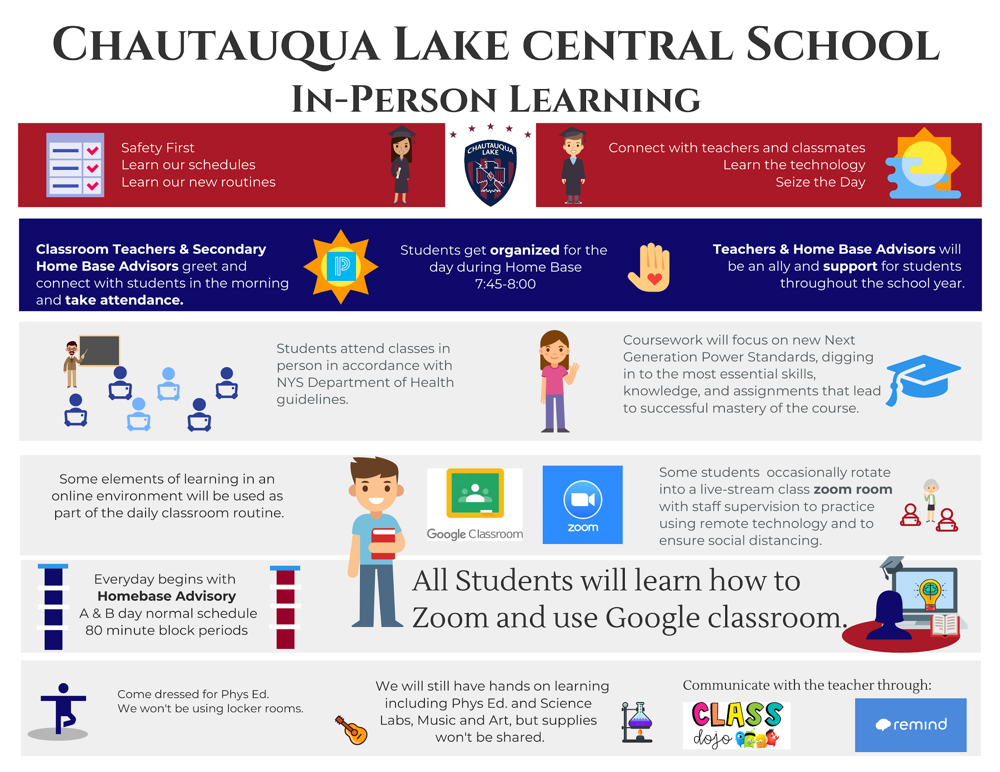 Chautauqua Lake central School
In-Person Learning
Safety First
Learn our schedules
Learn our new routines
CHAUTAUQUA
LAKE
Connect with teachers and classmates
Learn the technology
Seize the Day
Classroom Teachers & Secondary
Home Base Advisors greet and
connect with students in the morning
and take attendance.
Students get organized for the
day during Home Base
7:45-8:00
Teachers & Home Base Advisors will
be an ally and support for students
throughout the school year.
Students attend classes in
person in accordance with
NYS Department of Health
guidelines.
Coursework will focus on new Next
Generation Power Standards, digging
in to the most essential skills,
knowledge, and assignments that lead
to successful mastery of the course.
Some elements of learning in an
online environment will be used as
part of the daily classroom routine.
Google Classroom
zoom
Some students occasionally rotate
into a live-stream class zoom room
with staff supervision to practice
using remote technology and to
ensure social distancing.
Everyday begins with
Homebase Advisory
A & B day normal schedule
80 minute block periods
All Students will learn how to
Zoom and use Google classroom.
Come dressed for Phys Ed.
We won't be using locker rooms.
We will still have hands on learning
including Phys Ed. and Science
Labs, Music and Art, but supplies
won't be shared.
Communicate with the teacher through:
CLASS
dojo
remind